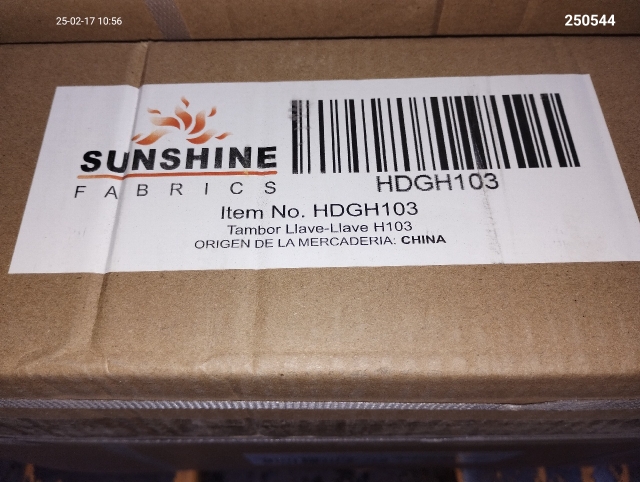 25-02-17 10:56
250544
SUNSHINE
FABRICS
HDGH103
Item No. HDGH103
Tambor Llave-Llave H103
ORIGEN DE LA MERCADERIA: CHINA